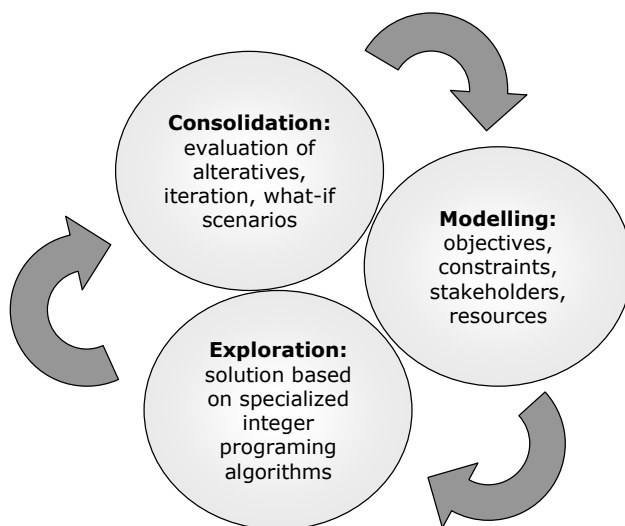 Consolidation:
evaluation of
alteratives,
iteration, what-if
scenarios
Modelling:
objectives,
constraints,
stakeholders,
resources
Exploration:
solution based
on specialized
integer
programing
algorithms